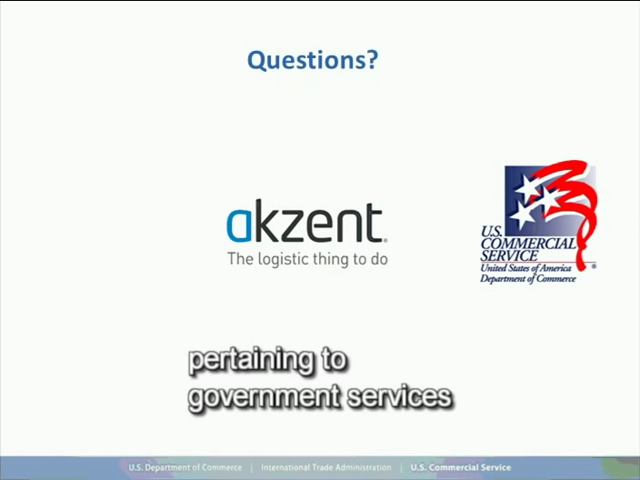 Questions?
akzent®
The logistic thing to do
U.S.
COMMERCIAL
SERVICE
United States of America
®
Department of Commerce
pertaining to
government services
U.S. Department of Commerce | International Trade Administration | U.S. Commercial Service